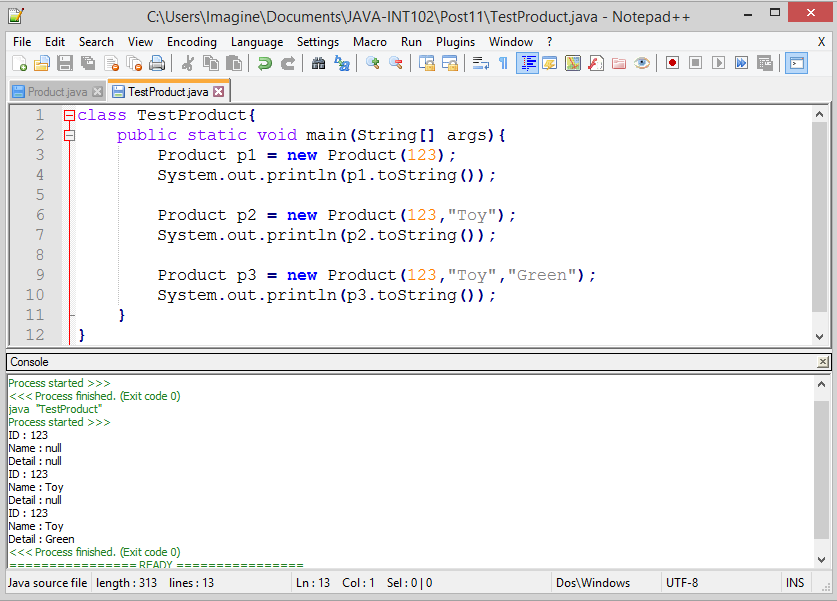 C:\Users\Imagine\Documents\JAVA-INT102\Post11\TestProduct.java - Notepad++
File Edit Search View Encoding Language Settings Macro Run Plugins Window ? X
Product.java TestProduct.java
1 class TestProduct{
2 public static void main(String[] args){
3 Product p1 = new Product(123);
4 System.out.println(p1.toString());
5
6 Product p2 = new Product(123,"Toy");
7 System.out.println(p2.toString());
8
9 Product p3 = new Product(123,"Toy","Green");
10 System.out.println(p3.toString());
11 }
12 }
Console
Process started >>>
<<< Process finished. (Exit code 0)
java "TestProduct"
Process started >>>
ID : 123
Name : null
Detail : null
ID : 123
Name : Toy
Detail : null
ID : 123
Name : Toy
Detail : Green
<<< Process finished. (Exit code 0)
================ READY ================
Java source file length : 313 lines : 13 Ln : 13 Col : 1 Sel : 0 | 0 Dos\Windows UTF-8 INS